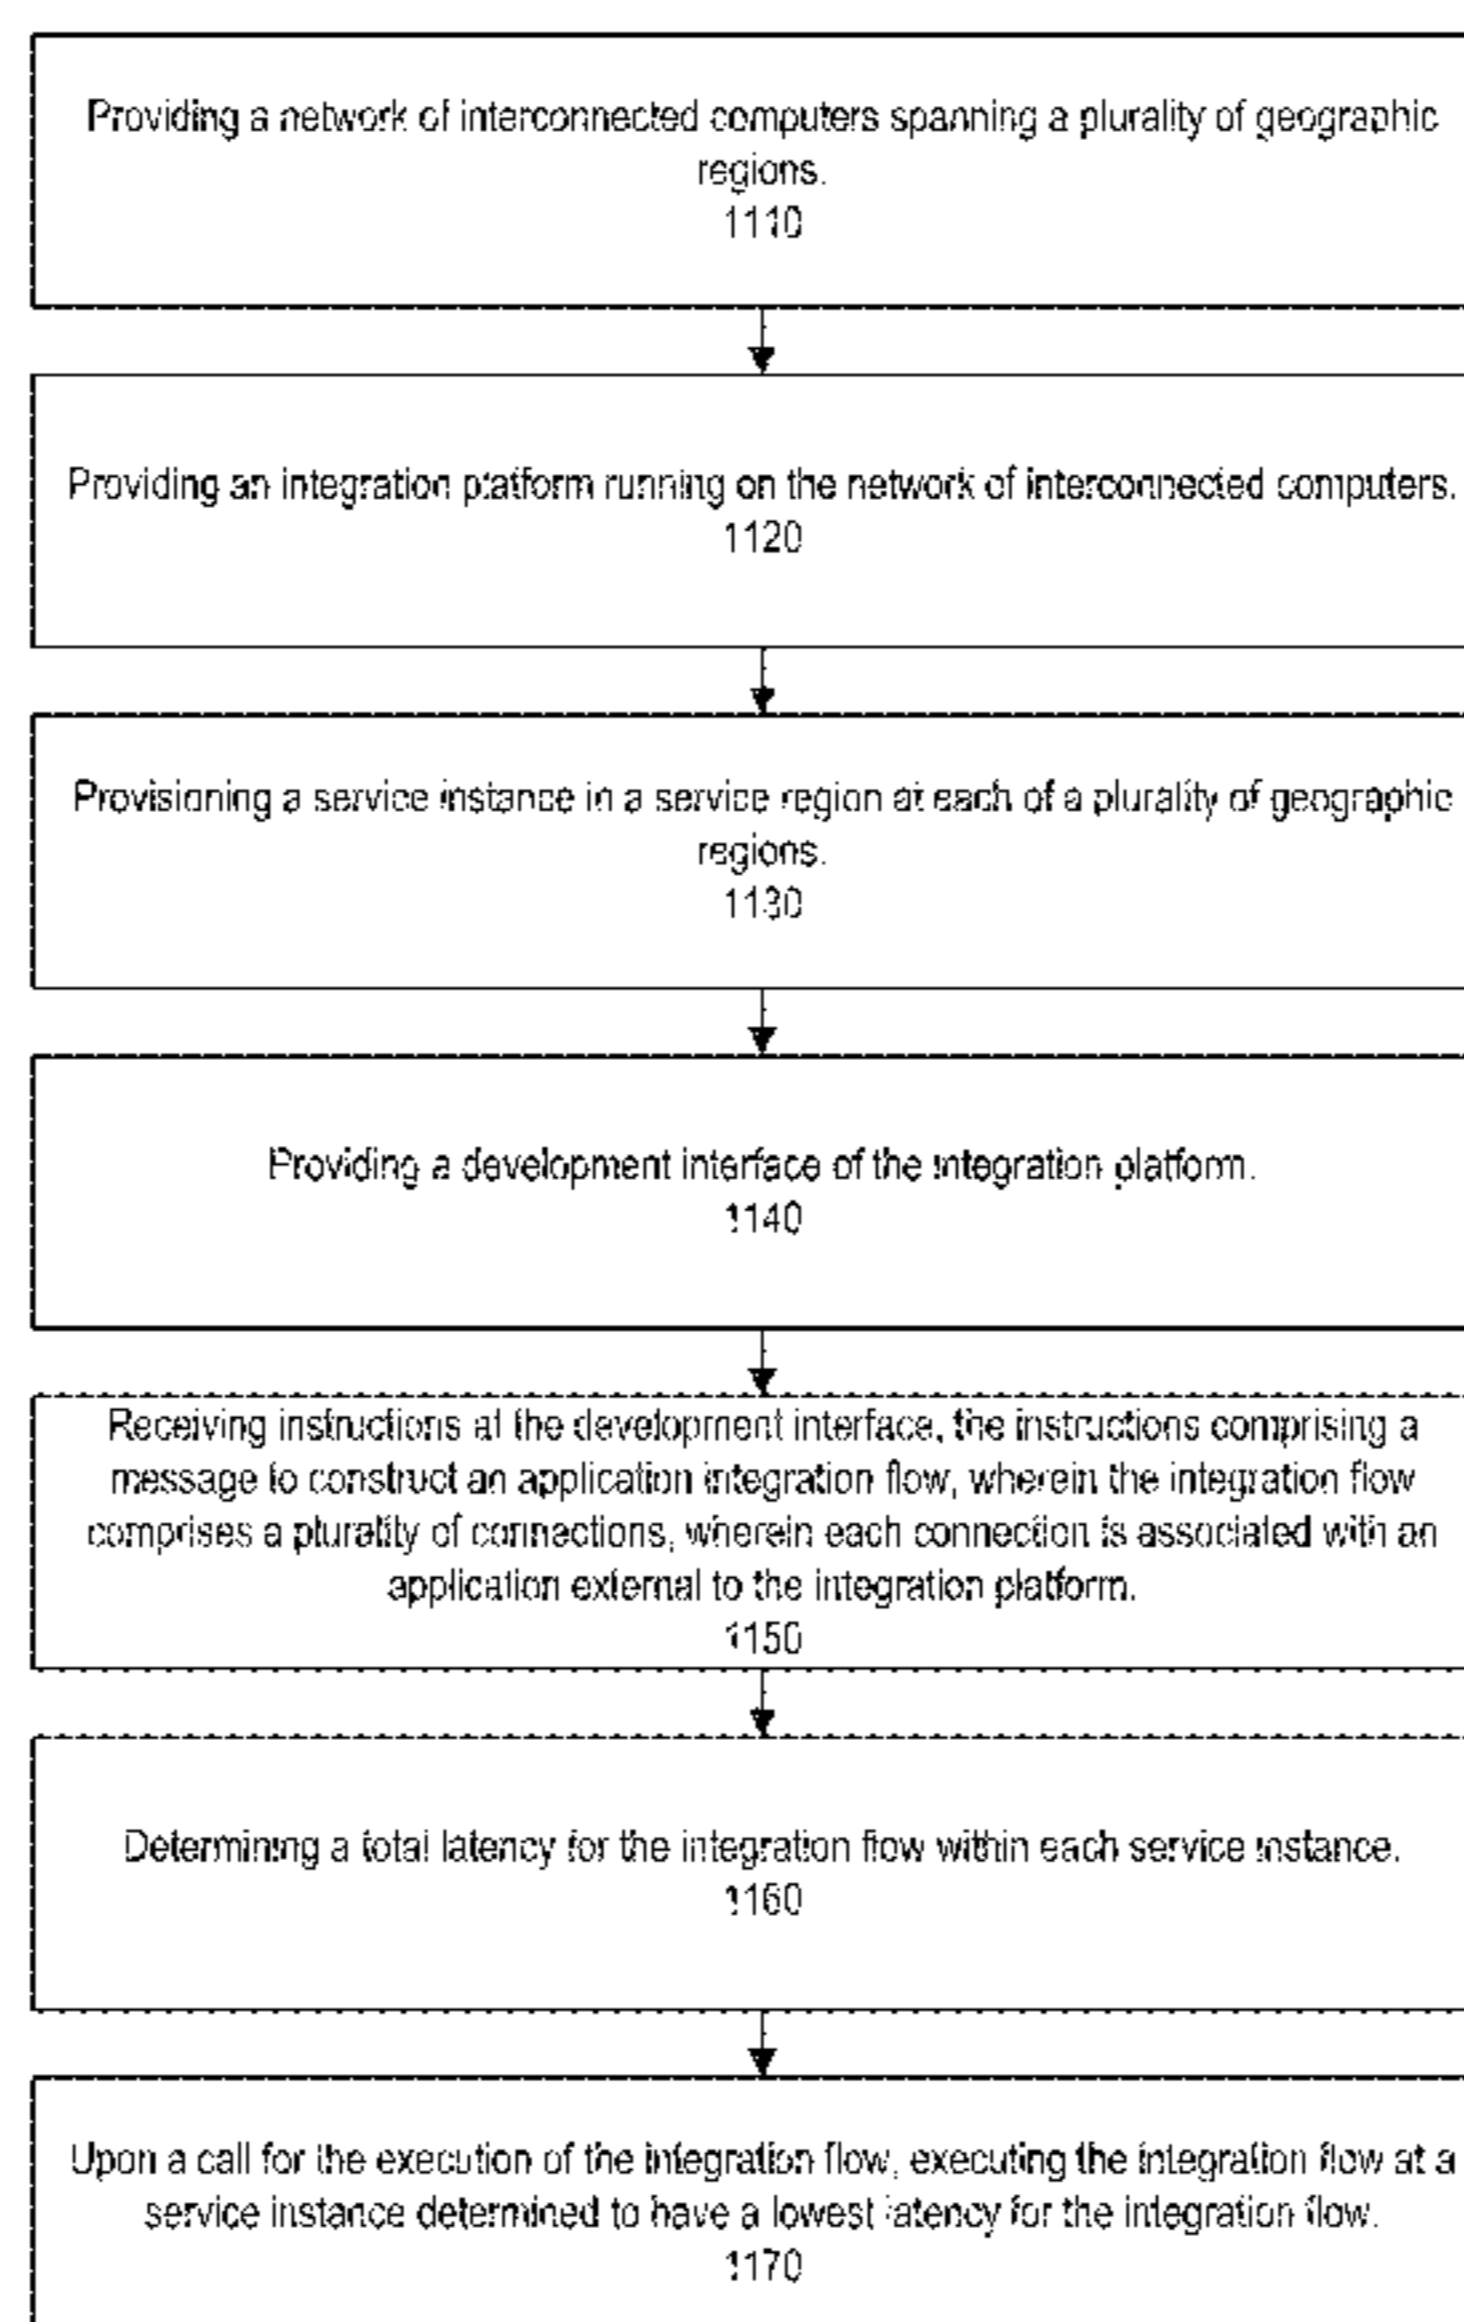 Providing a network of interconnected computers spanning a plurality of geographic
regions.
1110
Providing an integration platform running on the network of interconnected computers.
1120
Provisioning a service instance in a service region at each of a plurality of geographic
regions.
1130
Providing a development interface of the integration platform.
1140
Receiving instructions at the development interface, the instructions comprising a
message to construct an application integration flow, wherein the integration flow
comprises a plurality of connections, wherein each connection is associated with an
application external to the integration platform.
1150
Determining a total latency for the integration flow within each service instance.
1160
Upon a call for the execution of the integration flow, executing the integration flow at a
service instance determined to have a lowest latency for the integration flow.
1170